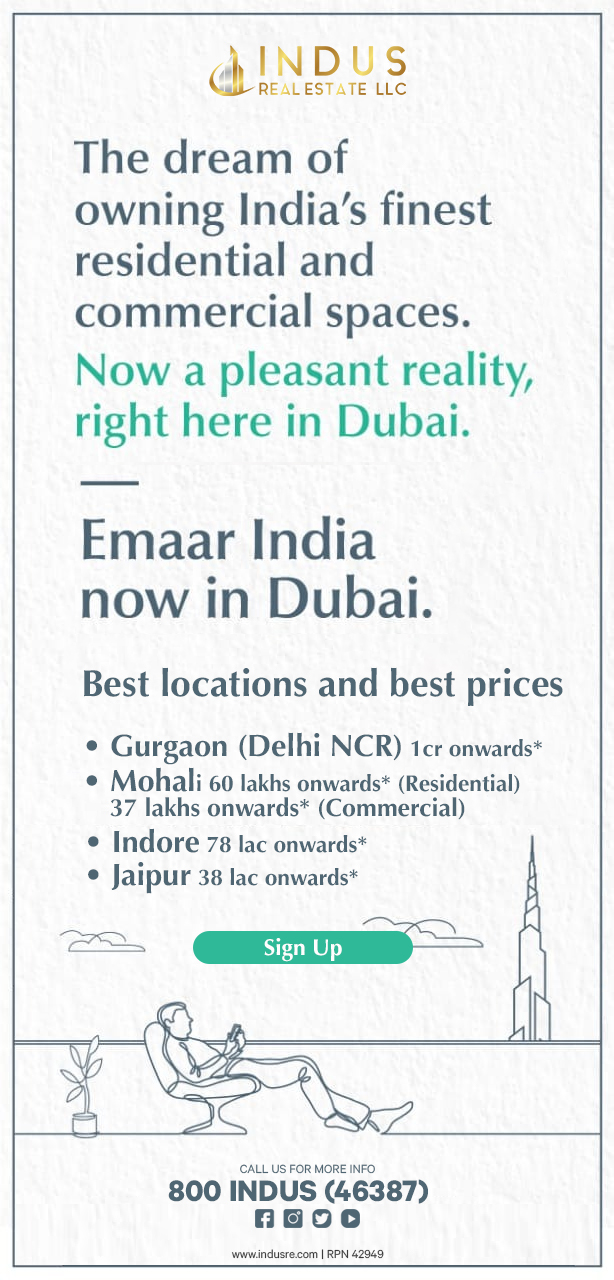 INDUS
REAL ESTATE LLC
The dream of
owning India's finest
residential and
commercial spaces.
Now a pleasant reality,
right here in Dubai.
Emaar India
now in Dubai.
Best locations and best prices
• Gurgaon (Delhi NCR) 1cr onwards*
• Mohali 60 lakhs onwards* (Residential)
37 lakhs onwards* (Commercial)
• Indore 78 lac onwards*
• Jaipur 38 lac onwards*
Sign Up
CALL US FOR MORE INFO
800 INDUS (46387)
www.indusre.com | RPN 42949